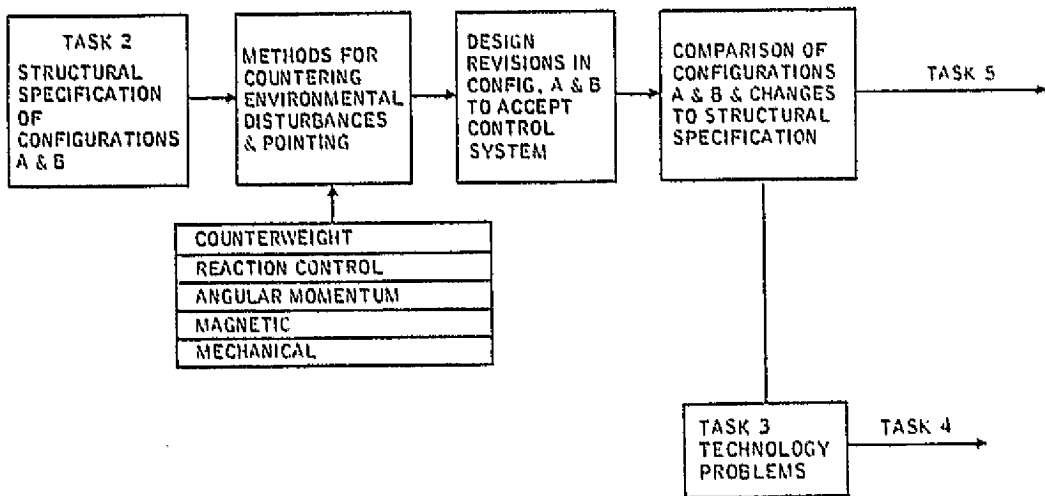 TASK 2
STRUCTURAL
SPECIFICATION
OF
CONFIGURATIONS
A & B
METHODS FOR
COUNTERING
ENVIRONMENTAL
DISTURBANCES
& POINTING
DESIGN
REVISIONS IN
CONFIG. A & B
TO ACCEPT
CONTROL
SYSTEM
COMPARISON OF
CONFIGURATIONS
A & B & CHANGES
TO STRUCTURAL
SPECIFICATION
TASK 5
COUNTERWEIGHT
REACTION CONTROL
ANGULAR MOMENTUM
MAGNETIC
MECHANICAL
TASK 3
TECHNOLOGY
PROBLEMS
TASK 4